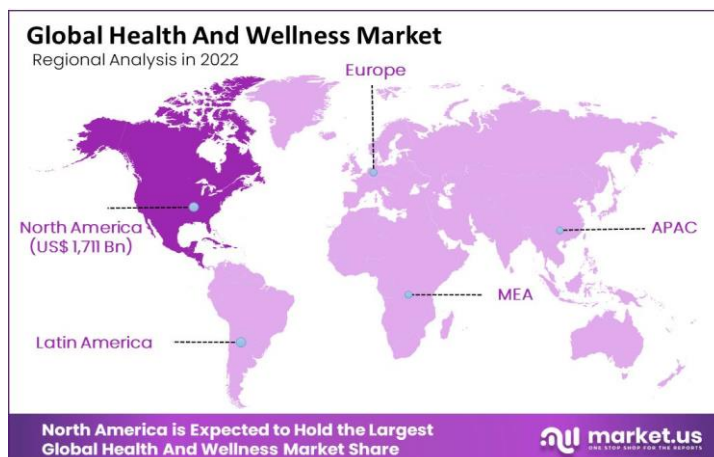 Global Health And Wellness Market
Regional Analysis in 2022
Europe
North America
(US$ 1,711 Bn)
APAC
MEA
Latin America
North America is Expected to Hold the Largest
Global Health And Wellness Market Share
market.us
ONE STOP SHOP FOR THE REPORTS